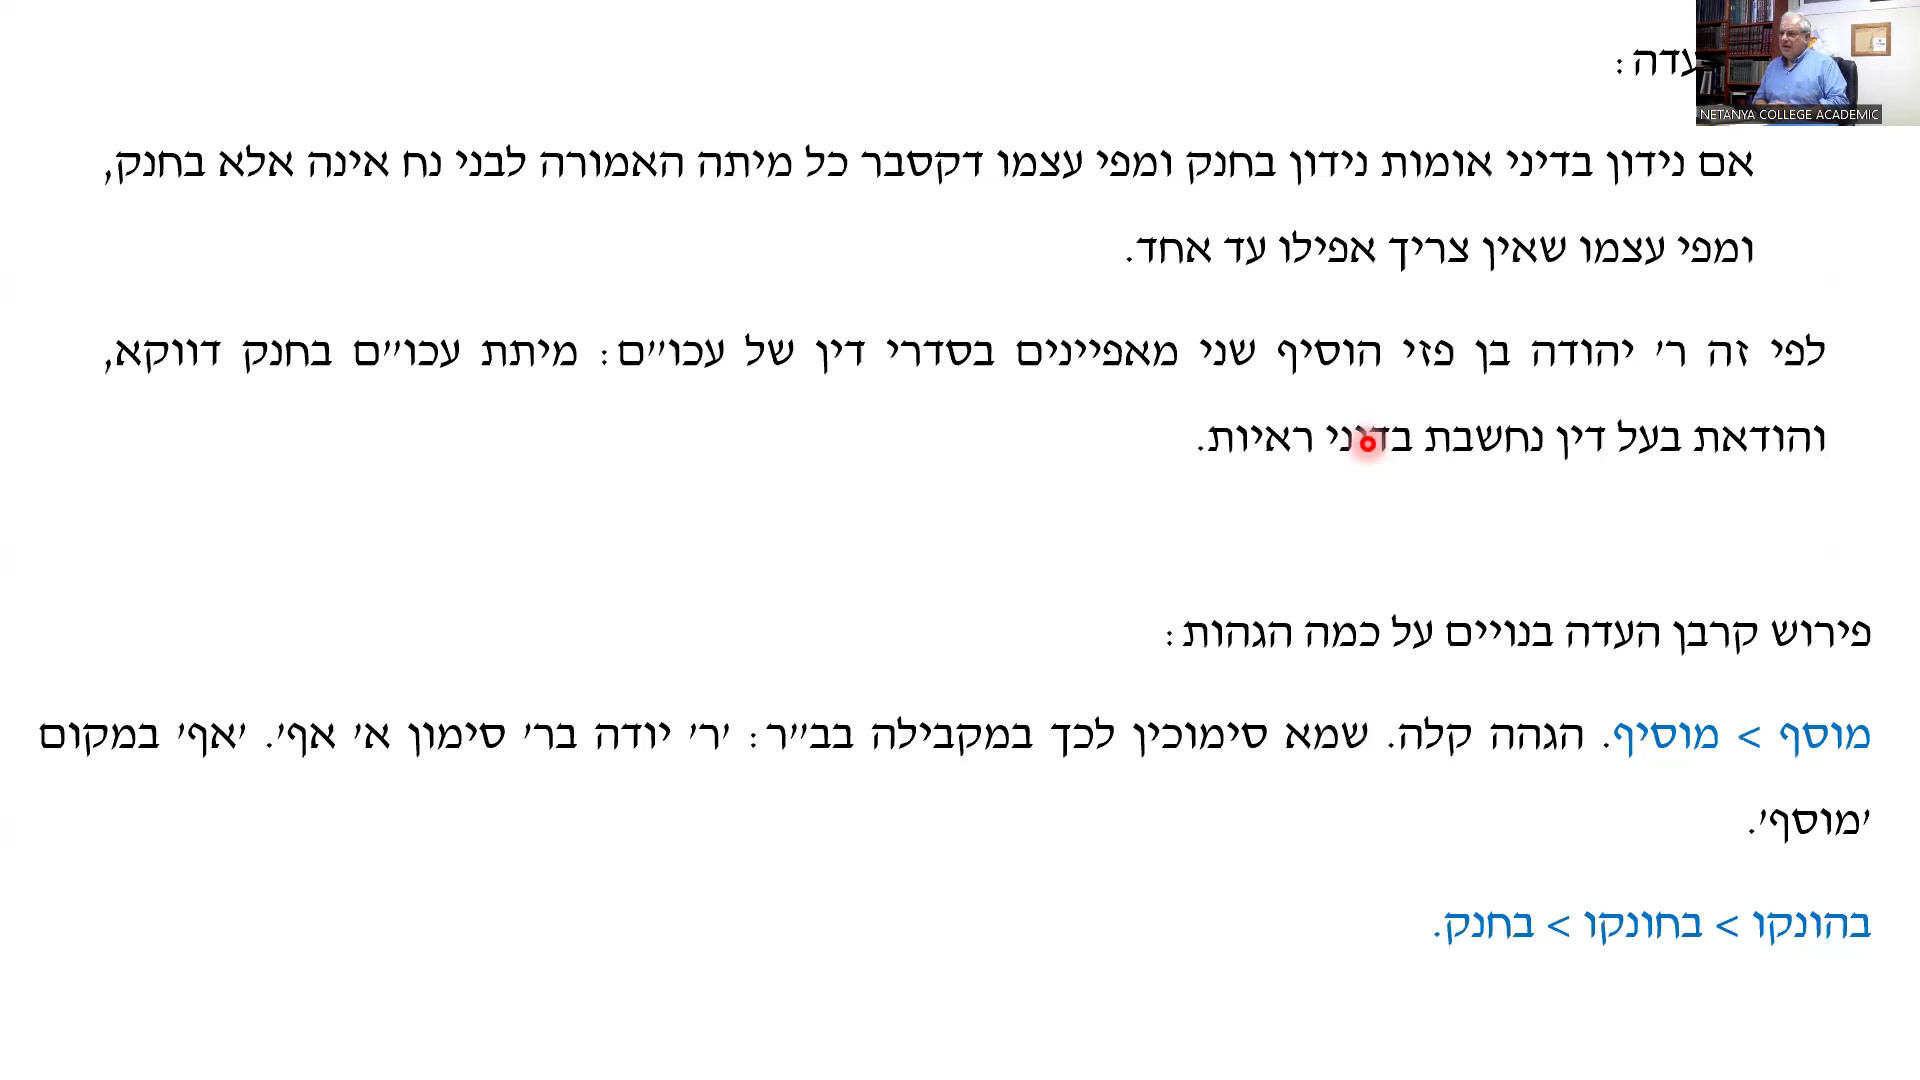 עדה:
NETANYA COLLEGE ACADEMIC
אם נידון בדיני אומות נידון בחנק ומפי עצמו דקסבר כל מיתה האמורה לבני נח אינה אלא בחנק,
ומפי עצמו שאין צריך אפילו עד אחד.
לפי זה ר' יהודה בן פזי הוסיף שני מאפיינים בסדרי דין של עכו"ם: מיתת עכו"ם בחנק דווקא,
והודאת בעל דין נחשבת בדיני ראיות.
פירוש קרבן העדה בנויים על כמה הגהות:
מוסף > מוסיף. הגהה קלה. שמא סימוכין לכך במקבילה בב"ר: 'ר' יודה בר' סימון א' אף'. 'אף' במקום
'מוסף'.
בהונקו > בחונקו > בחנק.